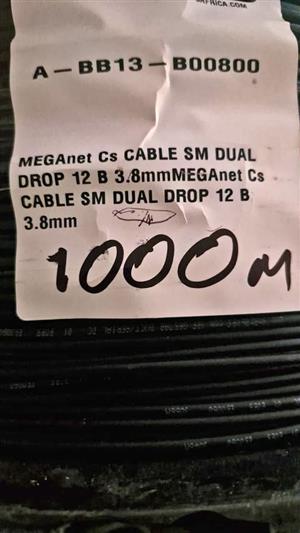 A-BB13-B00800
MEGAnet Cs CABLE SM DUAL
DROP 12 B 3.8mmMEGAnet Cs
CABLE SM DUAL DROP 12 B
3.8mm
1000m